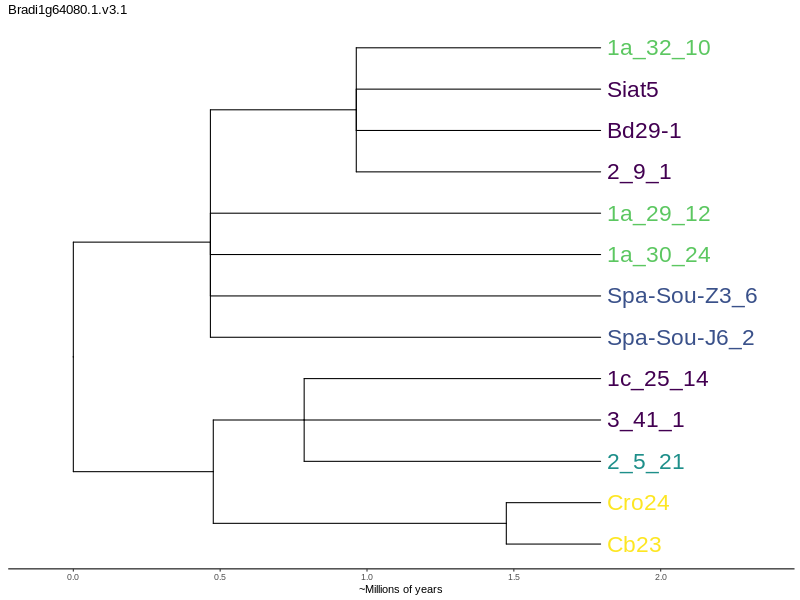 Bradi1g64080.1.v3.1
1a_32_10
Siat5
Bd29-1
2_9_1
1a_29_12
1a_30_24
Spa-Sou-Z3_6
Spa-Sou-J6_2
1c_25_14
3_41_1
2_5_21
Cro24
Cb23
0.0 0.5 1.0 1.5 2.0
~Millions of years